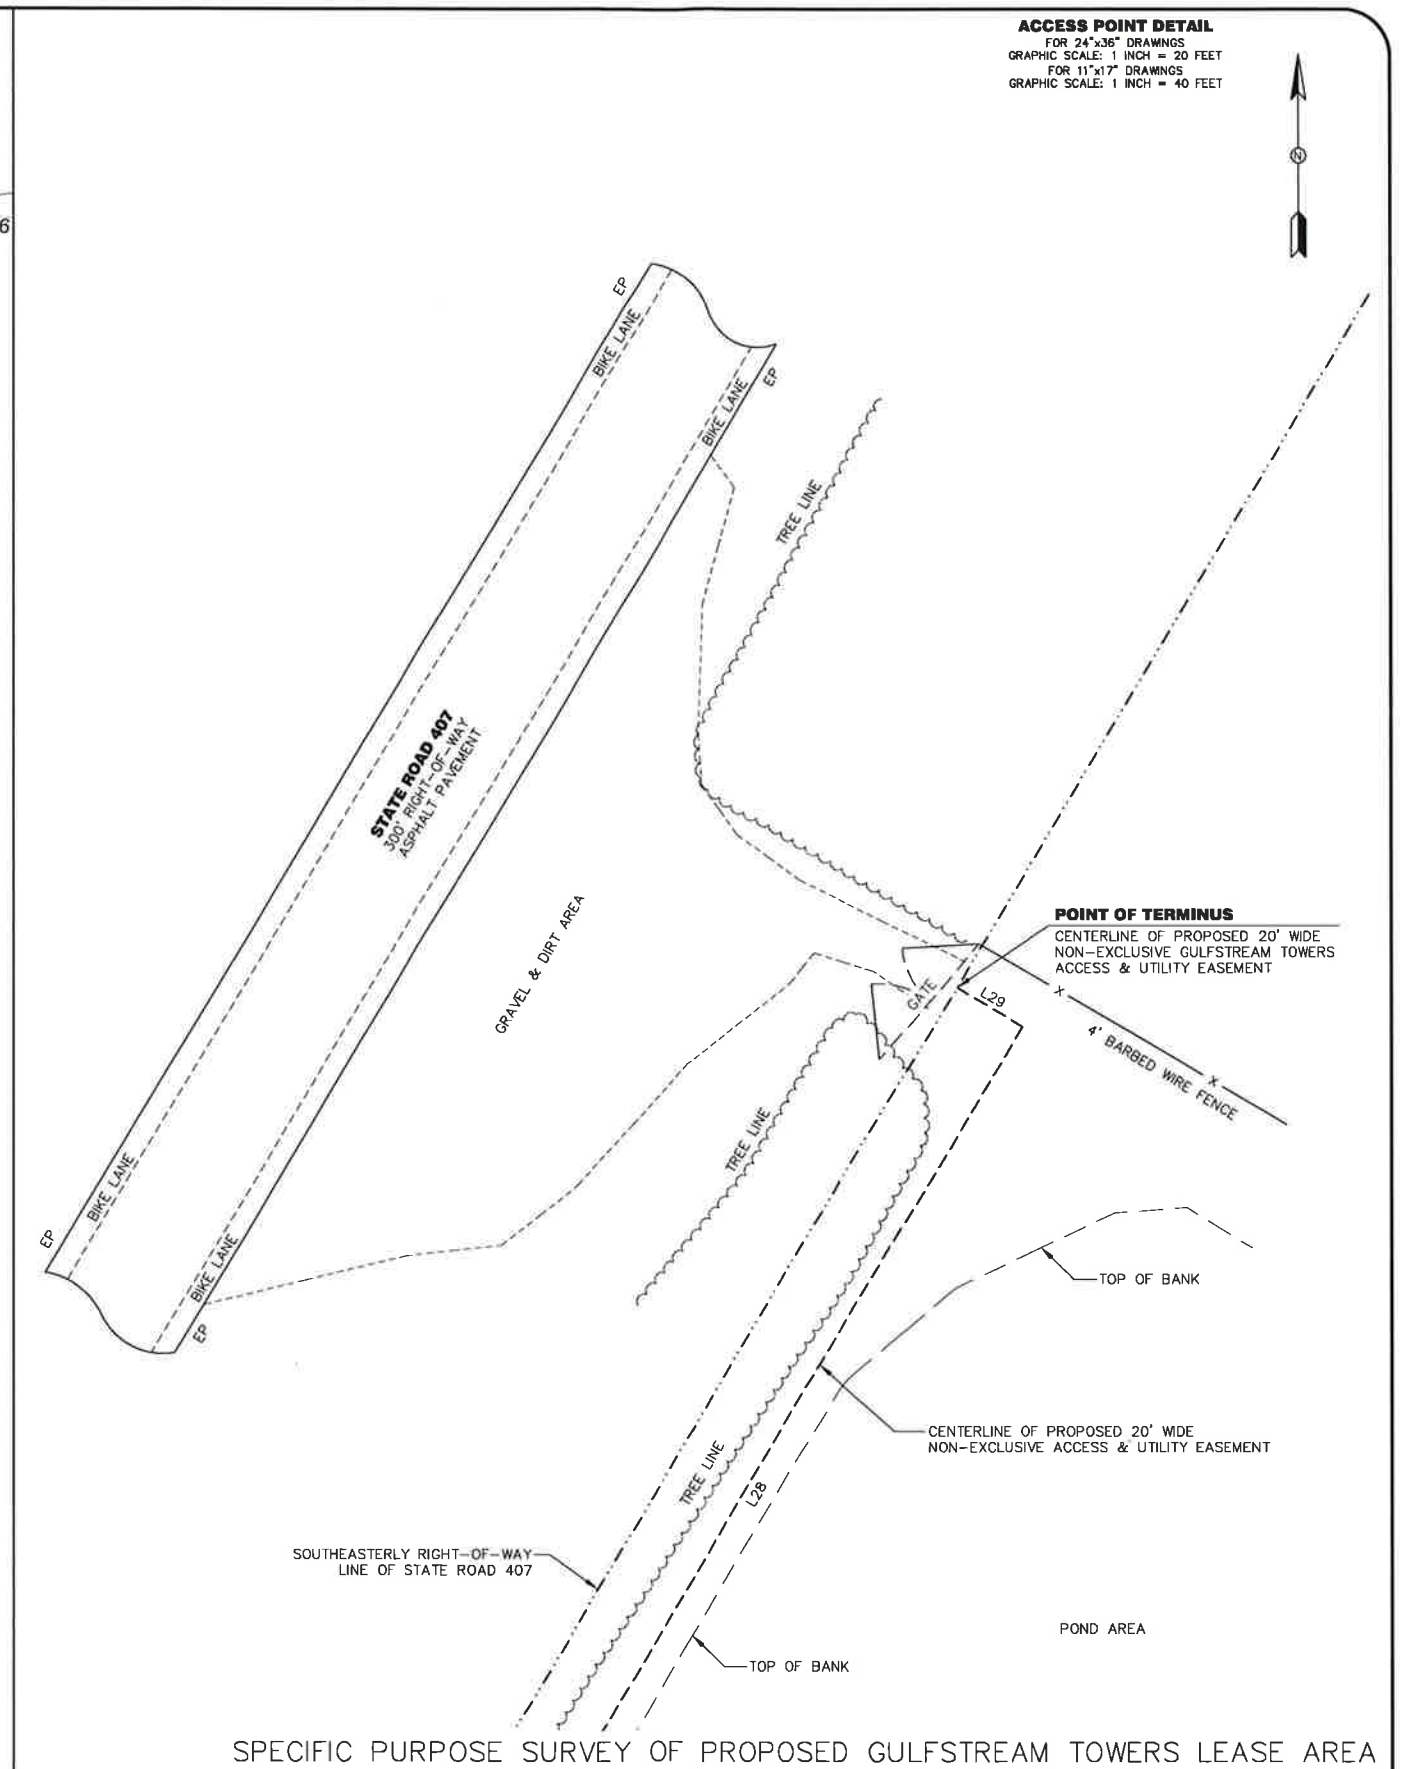 ACCESS POINT DETAIL
FOR 24"x36" DRAWINGS
GRAPHIC SCALE: 1 INCH = 20 FEET
FOR 11"x17" DRAWINGS
GRAPHIC SCALE: 1 INCH = 40 FEET
N
6
EP
BIKE LANE
BIKE LANE
EP
TREE LINE
STATE ROAD 407
300' RIGHT-OF-WAY
ASPHALT PAVEMENT
GRAVEL & DIRT AREA
POINT OF TERMINUS
CENTERLINE OF PROPOSED 20' WIDE
NON-EXCLUSIVE GULFSTREAM TOWERS
ACCESS & UTILITY EASEMENT
GATE
L29
X
4' BARBED WIRE FENCE
X
TREE LINE
BIKE LANE
EP
BIKE LANE
EP
TOP OF BANK
CENTERLINE OF PROPOSED 20' WIDE
NON-EXCLUSIVE ACCESS & UTILITY EASEMENT
TREE LINE
L28
SOUTHEASTERLY RIGHT-OF-WAY
LINE OF STATE ROAD 407
POND AREA
TOP OF BANK
SPECIFIC PURPOSE SURVEY OF PROPOSED GULFSTREAM TOWERS LEASE AREA